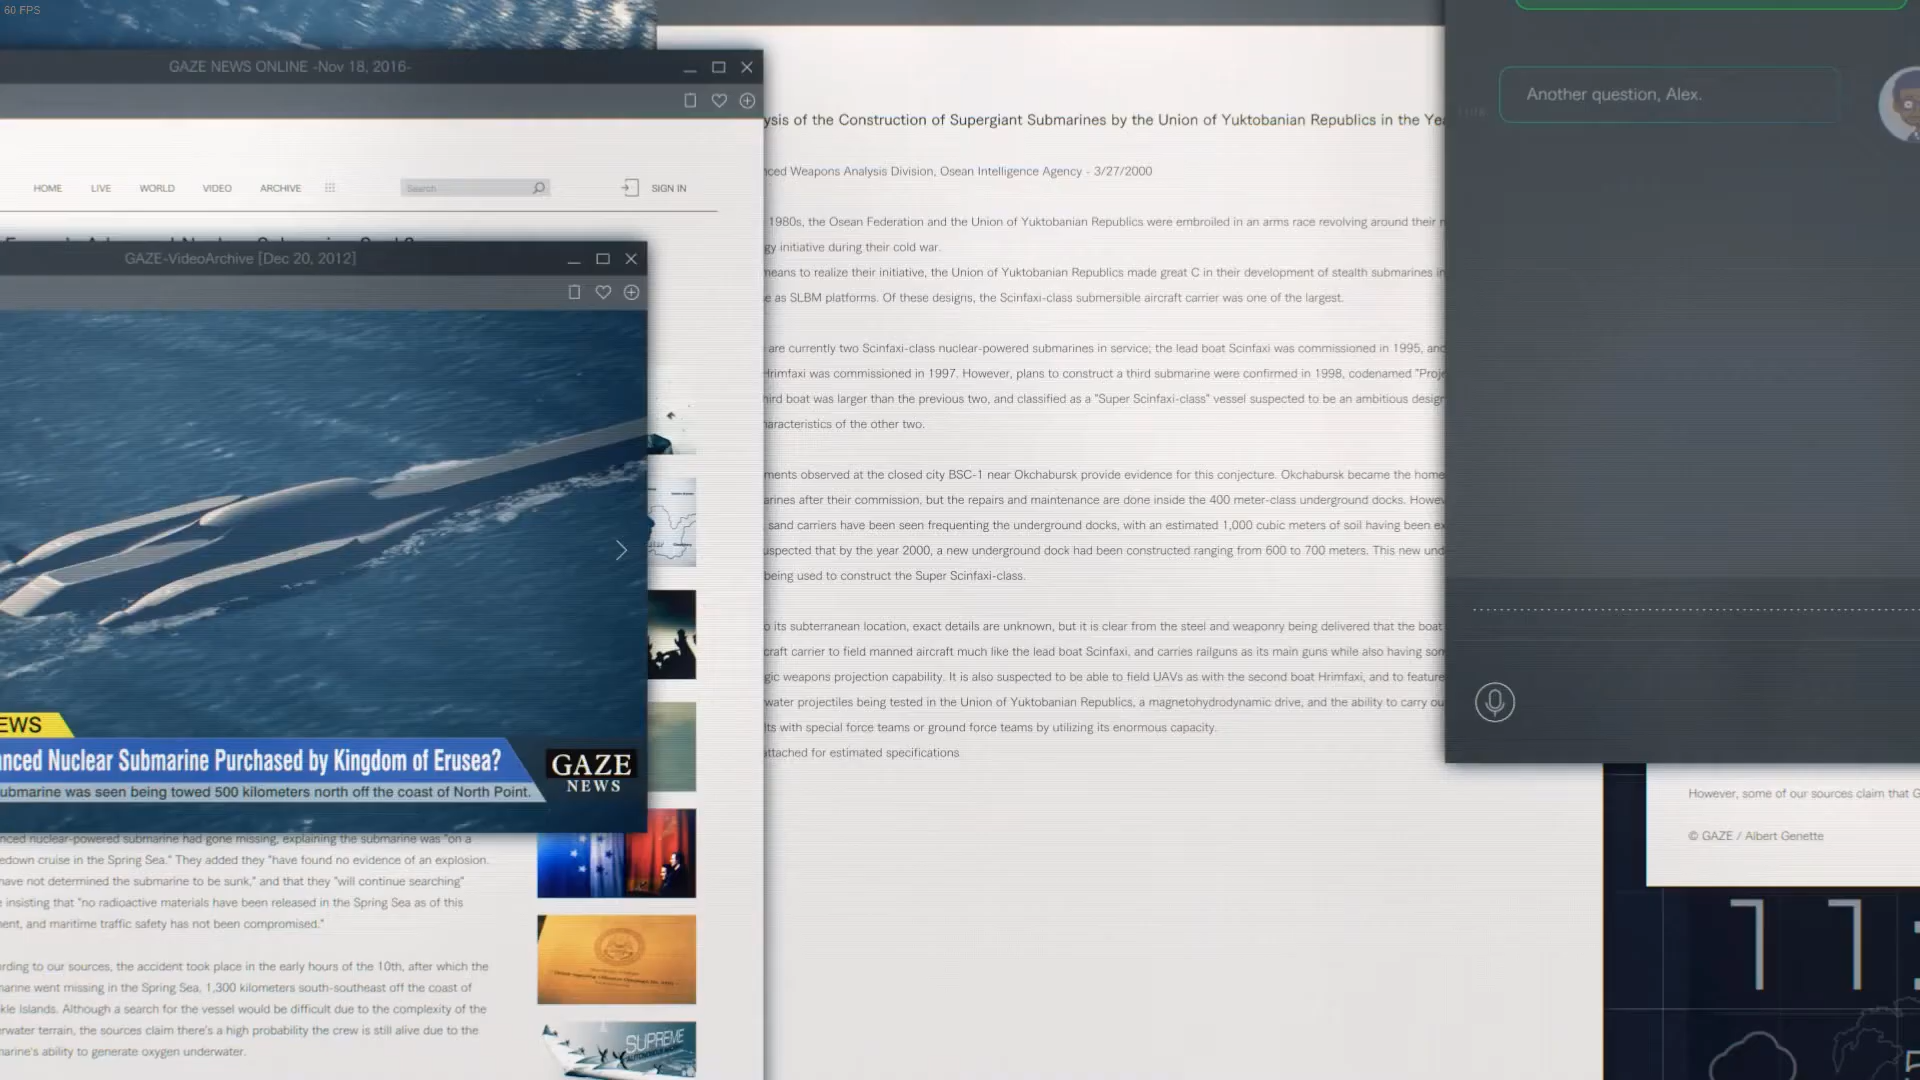 60 FPS
GAZE NEWS ONLINE -Nov 18, 2016-
HOME LIVE WORLD VIDEO ARCHIVE Search SIGN IN
GAZE-VideoArchive [Dec 20, 2012]
EWS
nced Nuclear Submarine Purchased by Kingdom of Erusea?
ubmarine was seen being towed 500 kilometers north off the coast of North Point.
GAZE
NEWS
nced nuclear-powered submarine had gone missing, explaining the submarine was "on a
edown cruise in the Spring Sea." They added they "have found no evidence of an explosion.
have not determined the submarine to be sunk," and that they "will continue searching"
e insisting that "no radioactive materials have been released in the Spring Sea as of this
nent, and maritime traffic safety has not been compromised."
rding to our sources, the accident took place in the early hours of the 10th, after which the
narine went missing in the Spring Sea, 1,300 kilometers south-southeast off the coast of
kle Islands. Although a search for the vessel would be difficult due to the complexity of the
rwater terrain, the sources claim there's a high probability the crew is still alive due to the
marine's ability to generate oxygen underwater.
SUPREME
ysis of the Construction of Supergiant Submarines by the Union of Yuktobanian Republics in the Yea
nced Weapons Analysis Division, Osean Intelligence Agency - 3/27/2000
1980s, the Osean Federation and the Union of Yuktobanian Republics were embroiled in an arms race revolving around their n
gy initiative during their cold war.
means to realize their initiative, the Union of Yuktobanian Republics made great C in their development of stealth submarines in
e as SLBM platforms. Of these designs, the Scinfaxi-class submersible aircraft carrier was one of the largest.
are currently two Scinfaxi-class nuclear-powered submarines in service; the lead boat Scinfaxi was commissioned in 1995, and
Hrimfaxi was commissioned in 1997. However, plans to construct a third submarine were confirmed in 1998, codenamed "Proje
hird boat was larger than the previous two, and classified as a "Super Scinfaxi-class" vessel suspected to be an ambitious design
haracteristics of the other two.
ments observed at the closed city BSC-1 near Okchabursk provide evidence for this conjecture. Okchabursk became the home
arines after their commission, but the repairs and maintenance are done inside the 400 meter-class underground docks. Howev
sand carriers have been seen frequenting the underground docks, with an estimated 1,000 cubic meters of soil having been ex
uspected that by the year 2000, a new underground dock had been constructed ranging from 600 to 700 meters. This new und
being used to construct the Super Scinfaxi-class.
o its subterranean location, exact details are unknown, but it is clear from the steel and weaponry being delivered that the boat
craft carrier to field manned aircraft much like the lead boat Scinfaxi, and carries railguns as its main guns while also having som
gic weapons projection capability. It is also suspected to be able to field UAVs as with the second boat Hrimfaxi, and to feature
water projectiles being tested in the Union of Yuktobanian Republics, a magnetohydrodynamic drive, and the ability to carry ou
lts with special force teams or ground force teams by utilizing its enormous capacity.
attached for estimated specifications.
Another question, Alex.
However, some of our sources claim that G
© GAZE / Albert Genette
11: